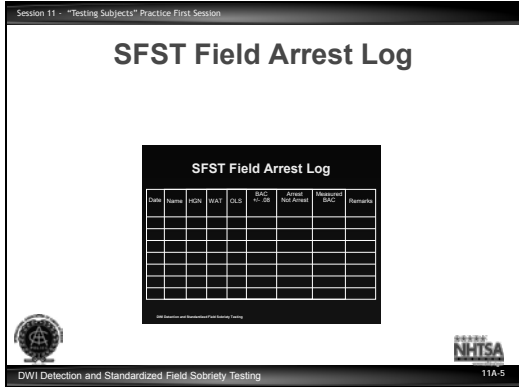 Session 11 - "Testing Subjects" Practice First Session
SFST Field Arrest Log
SFST Field Arrest Log
Date Name HGN WAT OLS BAC +/- .08 Arrest Not Arrest Measured BAC Remarks
DWI Detection and Standardized Field Sobriety Testing
NHTSA
DWI Detection and Standardized Field Sobriety Testing 11A-5